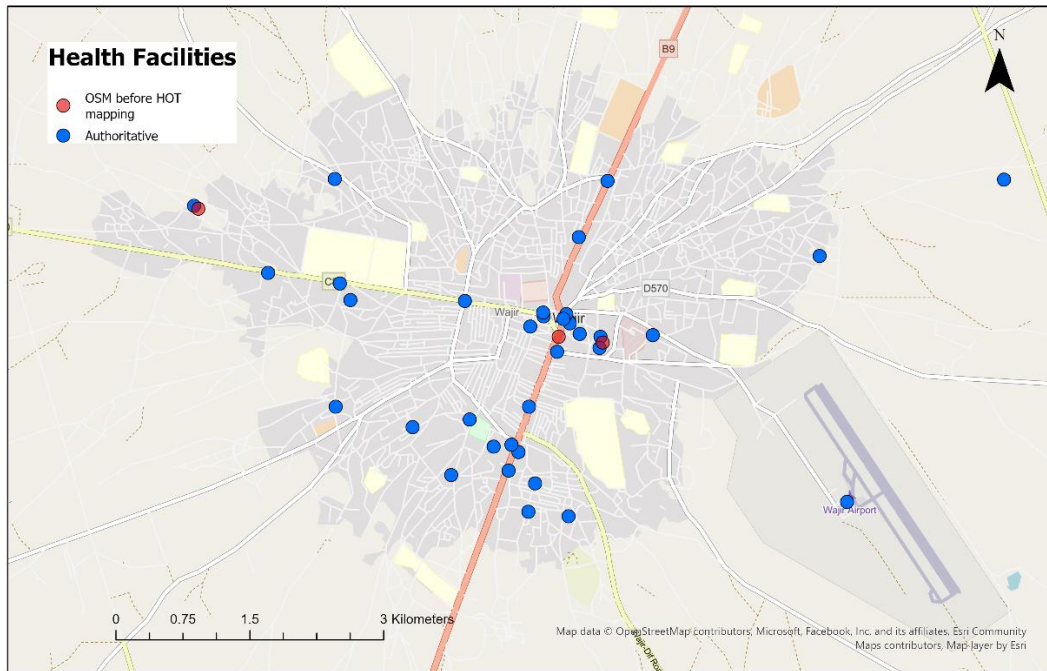 Health Facilities
OSM before HOT
mapping
Authoritative
B9
N
D570
Wajir
Wajir
Wajir Airport
0 0.75 1.5 3 Kilometers
Map data © OpenStreetMap contributors, Microsoft, Facebook, Inc. and its affiliates, Esri Community
Maps contributors, Map layer by Esri